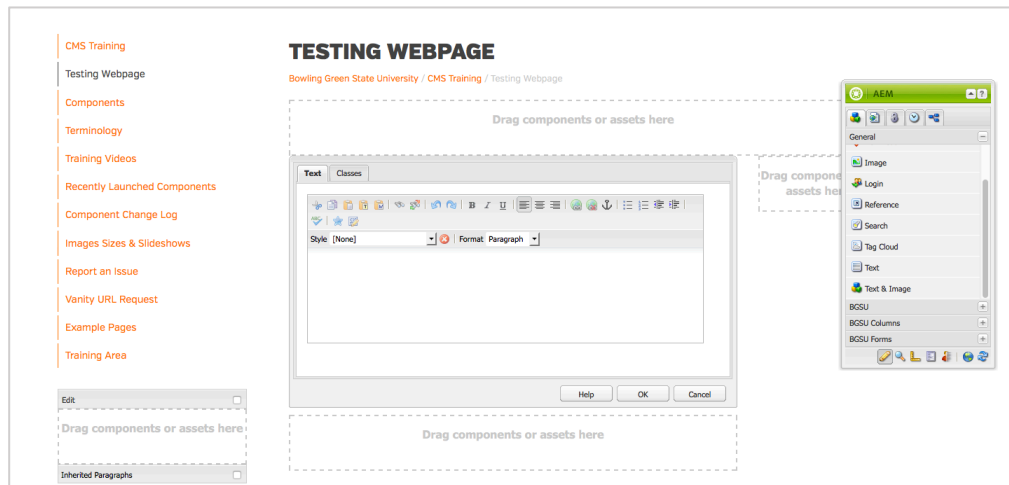 CMS Training
Testing Webpage
Components
Terminology
Training Videos
Recently Launched Components
Component Change Log
Images Sizes & Slideshows
Report an Issue
Vanity URL Request
Example Pages
Training Area
Edit
Drag components or assets here
Inherited Paragraphs
TESTING WEBPAGE
Bowling Green State University / CMS Training / Testing Webpage
Drag components or assets here
Text Classes
B I U
ABC
Style [None] Format Paragraph
Help OK Cancel
Drag components or assets here
Drag compone
assets he
AEM ?
General
Image
Login
Reference
Search
Tag Cloud
Text
Text & Image
BGSU
BGSU Columns
BGSU Forms